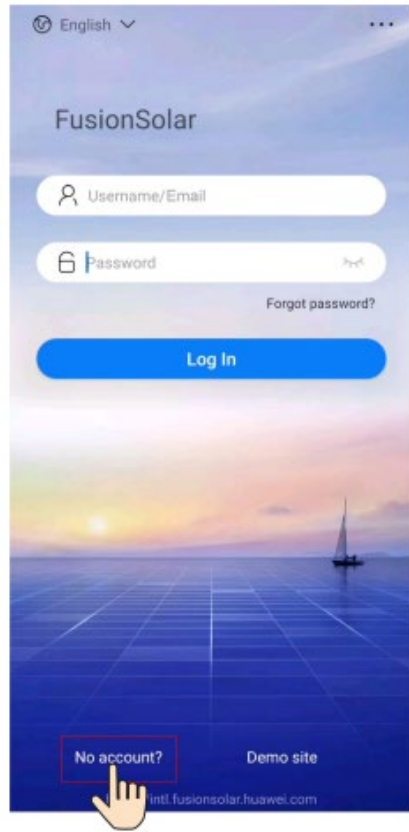 English
FusionSolar
Username/Email
Password
Forgot password?
Log In
No account? Demo site
intl.fusionsolar.huawei.com